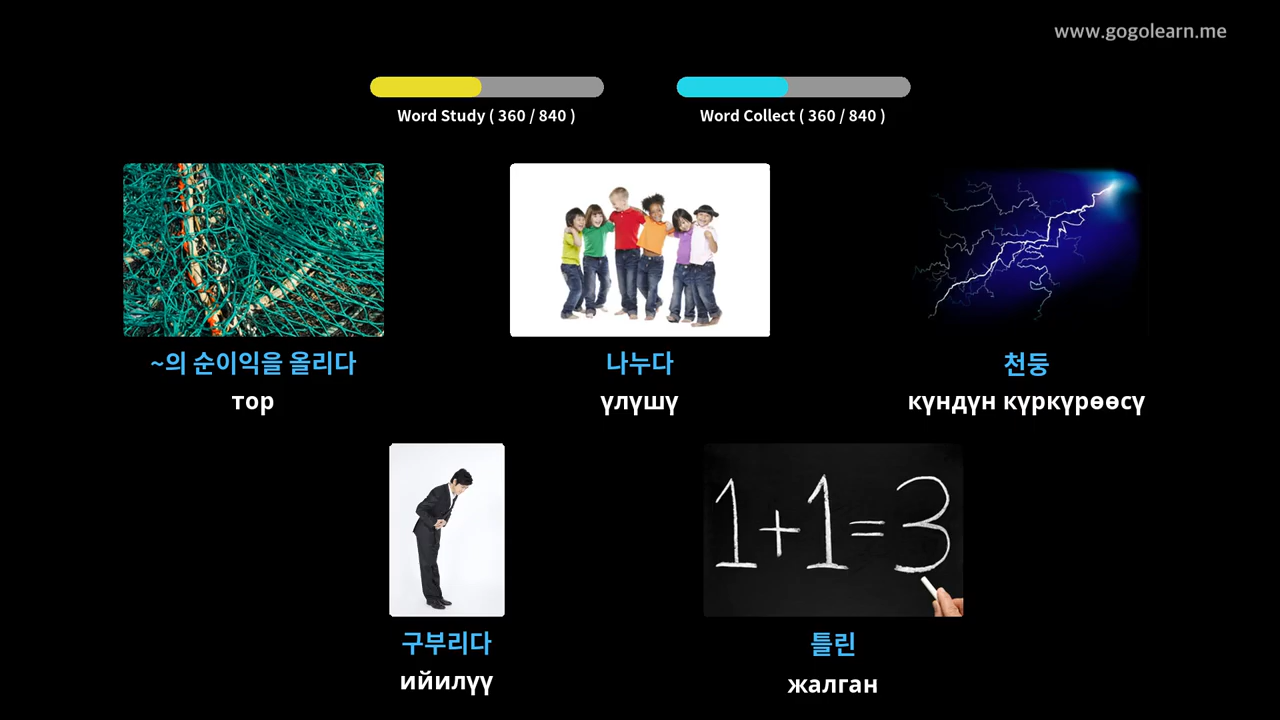 www.gogolearn.me
Word Study ( 360 / 840 )
Word Collect ( 360 / 840 )
~의 순이익을 올리다
тор
나누다
үлүшү
천둥
күндүн күркүрөөсү
1+1=3
구부리다
ийилүү
틀린
жалган